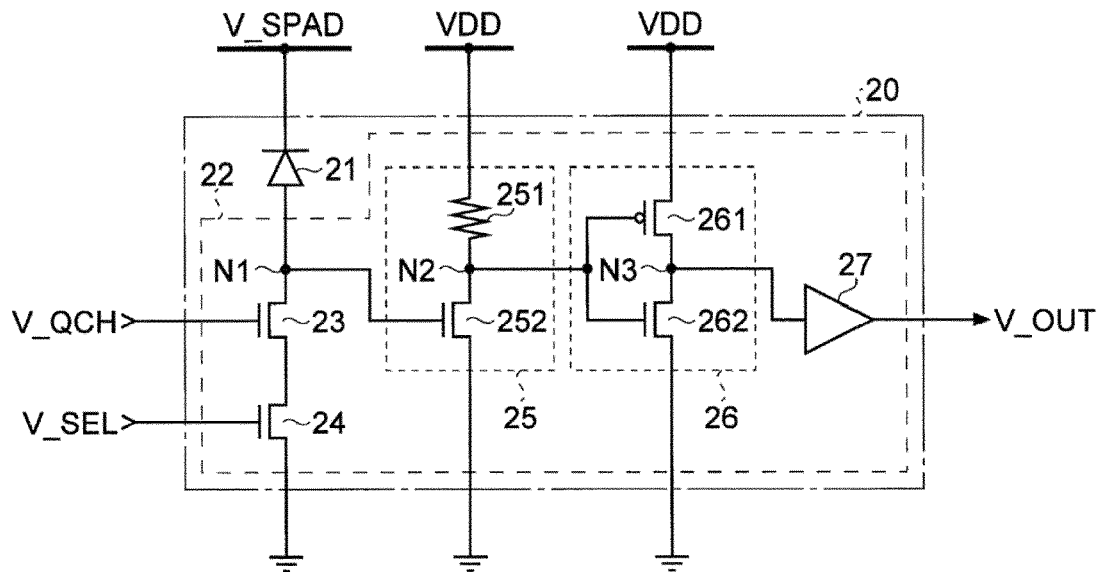 V_SPAD
VDD
VDD
20
22
21
251
261
N1
N2
N3
27
V_QCH
23
252
262
V_OUT
V_SEL
24
25
26